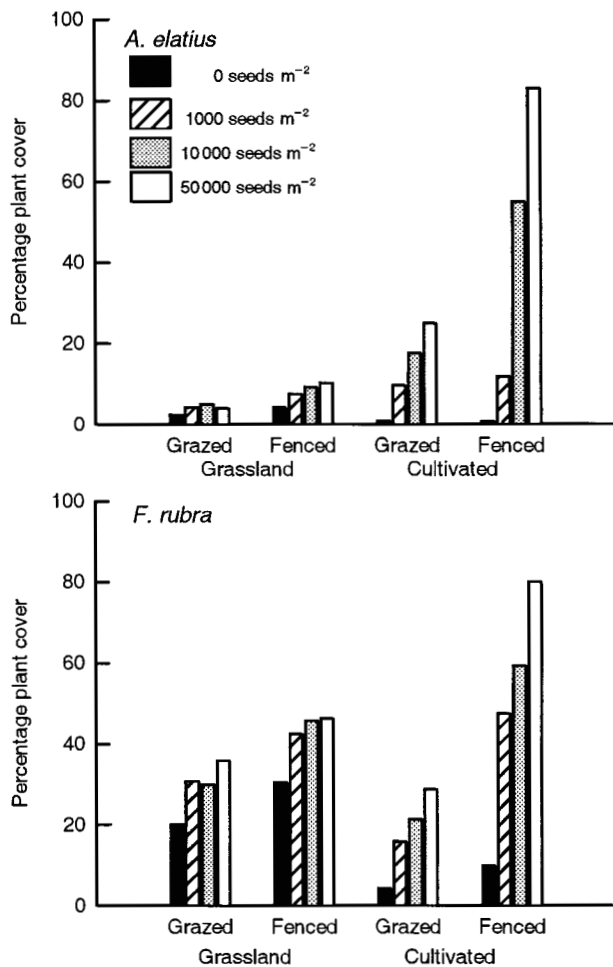 Percentage plant cover
100
80
60
40
20
0
A. elatius
0 seeds m⁻²
1000 seeds m⁻²
10 000 seeds m⁻²
50 000 seeds m⁻²
Grazed Fenced Grazed Fenced
Grassland Cultivated
Percentage plant cover
100
80
60
40
20
0
F. rubra
Grazed Fenced Grazed Fenced
Grassland Cultivated